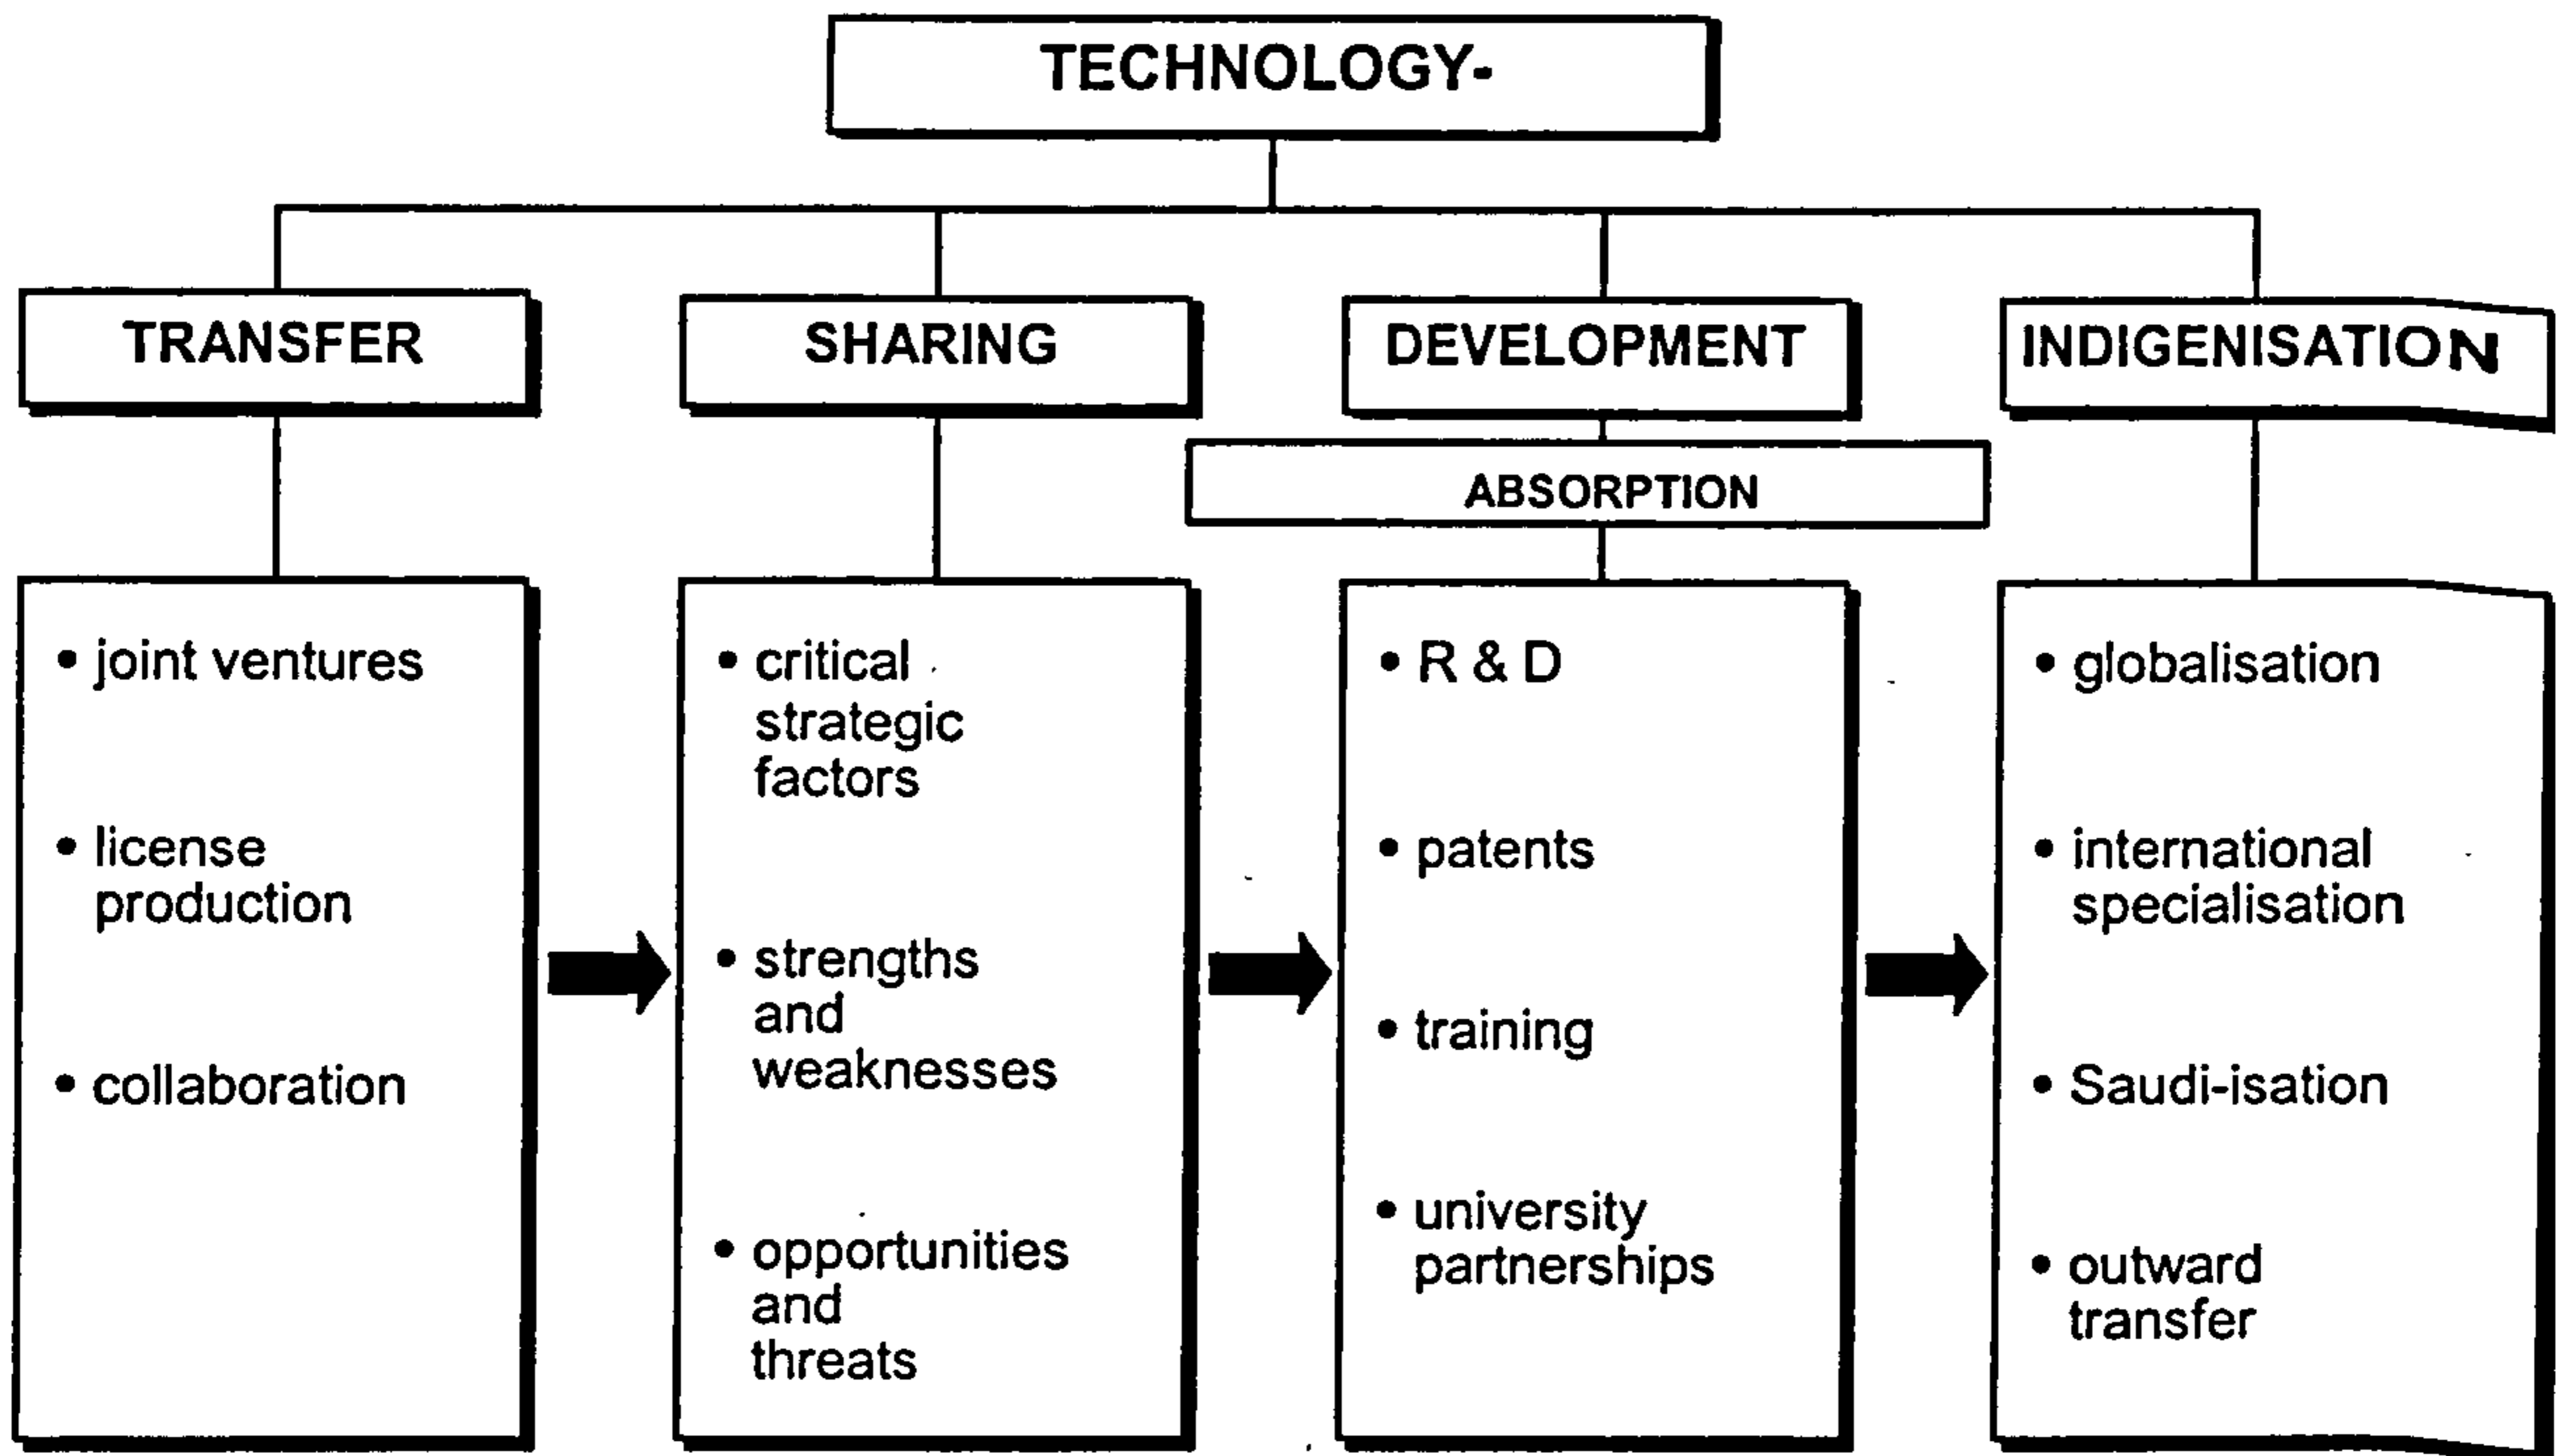 TECHNOLOGY-
TRANSFER
SHARING
DEVELOPMENT
INDIGENISATION
ABSORPTION
• joint ventures
• license
production
• collaboration
• critical
strategic
factors
• strengths
and
weaknesses
• opportunities
and
threats
• R & D
• patents
• training
• university
partnerships
• globalisation
• international
specialisation
• Saudi-isation
• outward
transfer